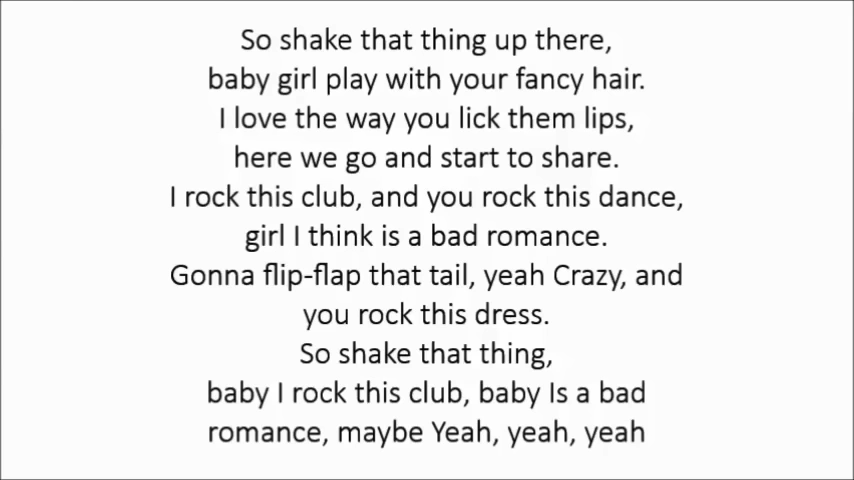 So shake that thing up there,
baby girl play with your fancy hair.
I love the way you lick them lips,
here we go and start to share.
I rock this club, and you rock this dance,
girl I think is a bad romance.
Gonna flip-flap that tail, yeah Crazy, and
you rock this dress.
So shake that thing,
baby I rock this club, baby Is a bad
romance, maybe Yeah, yeah, yeah